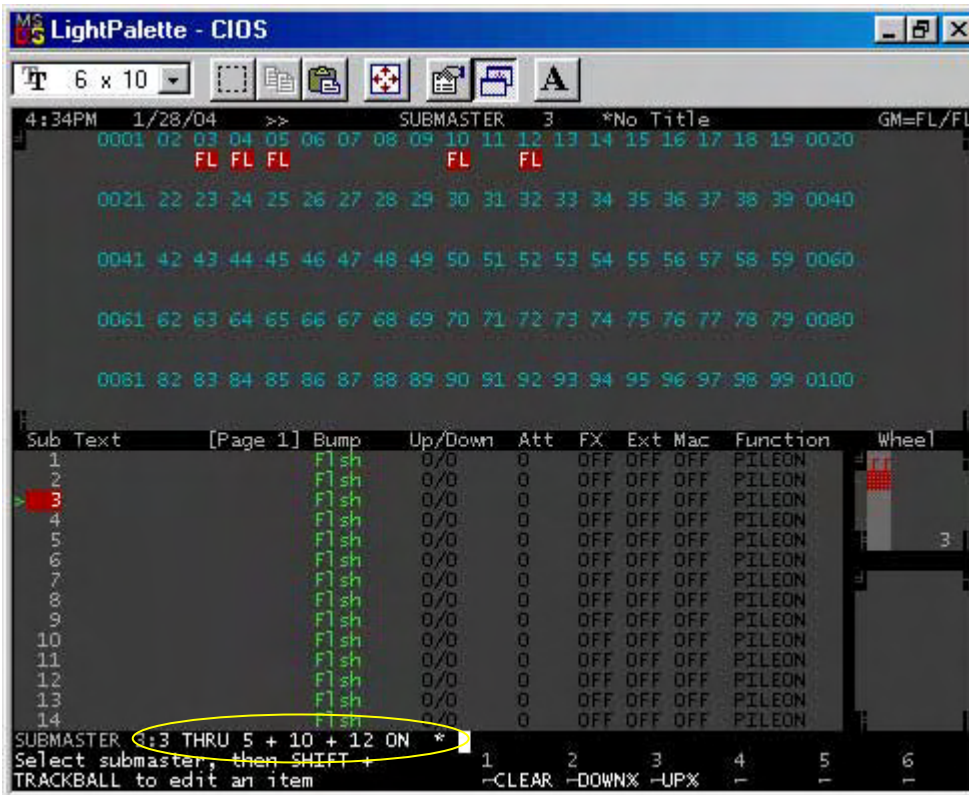 LightPalette - CIOS
6 x 10
4:34PM 1/28/04 >> SUBMASTER 3 *No Title GM=FL/FL
0001 02 03 04 05 06 07 08 09 10 11 12 13 14 15 16 17 18 19 0020
FL FL FL FL FL
0021 22 23 24 25 26 27 28 29 30 31 32 33 34 35 36 37 38 39 0040
0041 42 43 44 45 46 47 48 49 50 51 52 53 54 55 56 57 58 59 0060
0061 62 63 64 65 66 67 68 69 70 71 72 73 74 75 76 77 78 79 0080
0081 82 83 84 85 86 87 88 89 90 91 92 93 94 95 96 97 98 99 0100
Sub Text [Page 1] Bump Up/Down Att FX Ext Mac Function Wheel
1 Flsh 0/0 0 OFF OFF OFF PILEON
2 Flsh 0/0 0 OFF OFF OFF PILEON
> 3 Flsh 0/0 0 OFF OFF OFF PILEON
4 Flsh 0/0 0 OFF OFF OFF PILEON
5 Flsh 0/0 0 OFF OFF OFF PILEON 3
6 Flsh 0/0 0 OFF OFF OFF PILEON
7 Flsh 0/0 0 OFF OFF OFF PILEON
8 Flsh 0/0 0 OFF OFF OFF PILEON
9 Flsh 0/0 0 OFF OFF OFF PILEON
10 Flsh 0/0 0 OFF OFF OFF PILEON
11 Flsh 0/0 0 OFF OFF OFF PILEON
12 Flsh 0/0 0 OFF OFF OFF PILEON
13 Flsh 0/0 0 OFF OFF OFF PILEON
14 Flsh 0/0 0 OFF OFF OFF PILEON
SUBMASTER 3:3 THRU 5 + 10 + 12 ON *
Select submaster, then SHIFT + 1 2 3 4 5 6
TRACKBALL to edit an item CLEAR DOWN% UP%